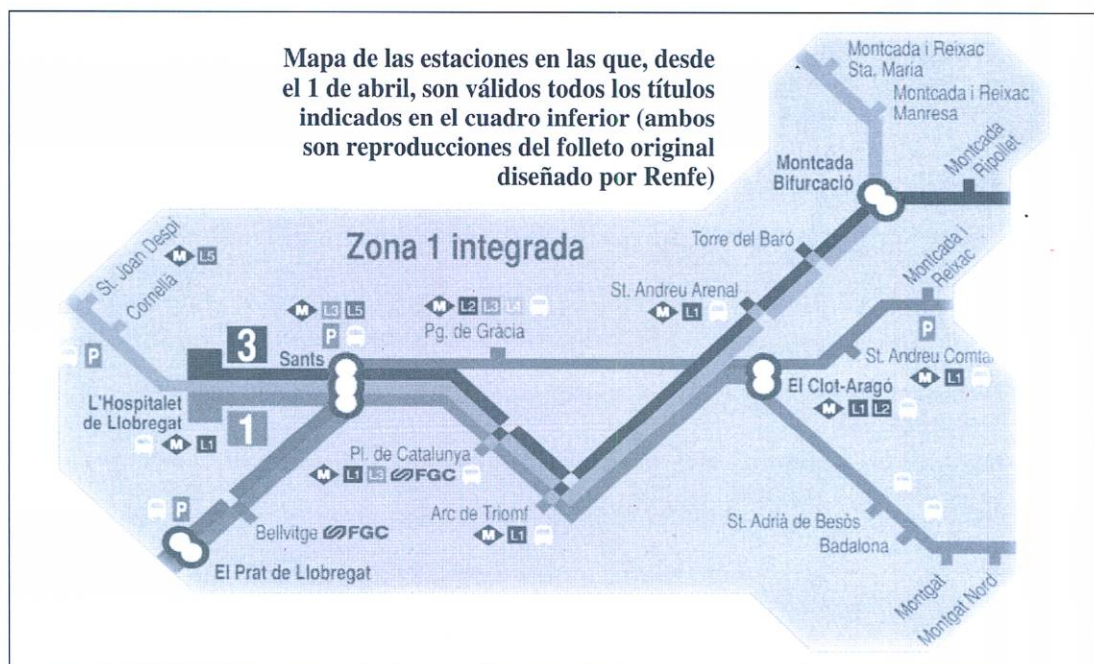 Mapa de las estaciones en las que, desde
el 1 de abril, son válidos todos los títulos
indicados en el cuadro inferior (ambos
son reproducciones del folleto original
diseñado por Renfe)
Montcada i Reixac
Sta. Maria
Montcada i Reixac
Manresa
Montcada
Bifurcació
Montcada
Ripollet
Zona 1 integrada
Torre del Baró
Montcada i
Reixac
St. Joan Despi
M L5
Cornellà
M L3 L5
P
M L2 L3 L4
Pg. de Gràcia
St. Andreu Arenal
M L1
P
P
3
Sants
St. Andreu Comtal
M L1
L'Hospitalet
de Llobregat
M L1
1
El Clot-Aragó
M L1 L2
Pl. de Catalunya
M L1 L3 FGC
P
Bellvitge FGC
Arc de Triomf
M L1
St. Adrià de Besòs
Badalona
El Prat de Llobregat
Montgat
Montgat Nord